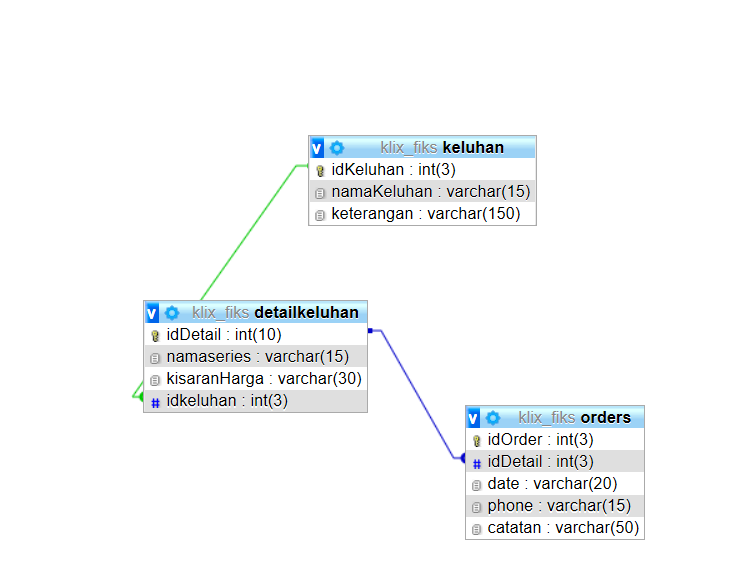 v klix_fiks keluhan
idKeluhan : int(3)
namaKeluhan : varchar(15)
keterangan : varchar(150)
v klix_fiks detailkeluhan
idDetail : int(10)
namaseries : varchar(15)
kisaranHarga : varchar(30)
# idkeluhan : int(3)
v klix_fiks orders
idOrder : int(3)
# idDetail : int(3)
date : varchar(20)
phone : varchar(15)
catatan : varchar(50)